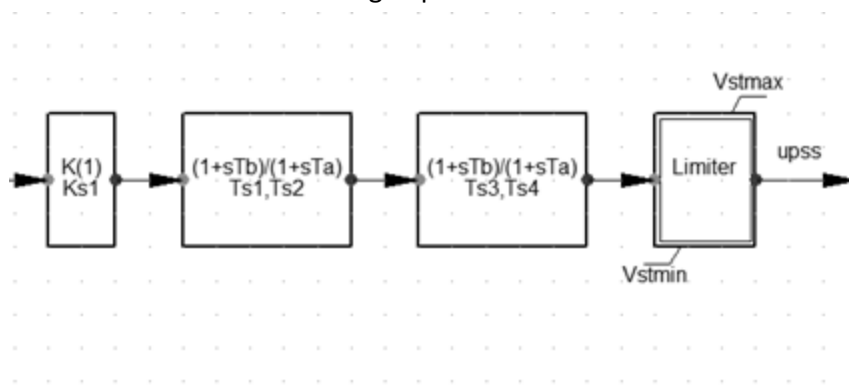 K(1)
Ks1
(1+sTb)/(1+sTa)
Ts1,Ts2
(1+sTb)/(1+sTa)
Ts3,Ts4
Vstmax
Limiter
Vstmin
upss